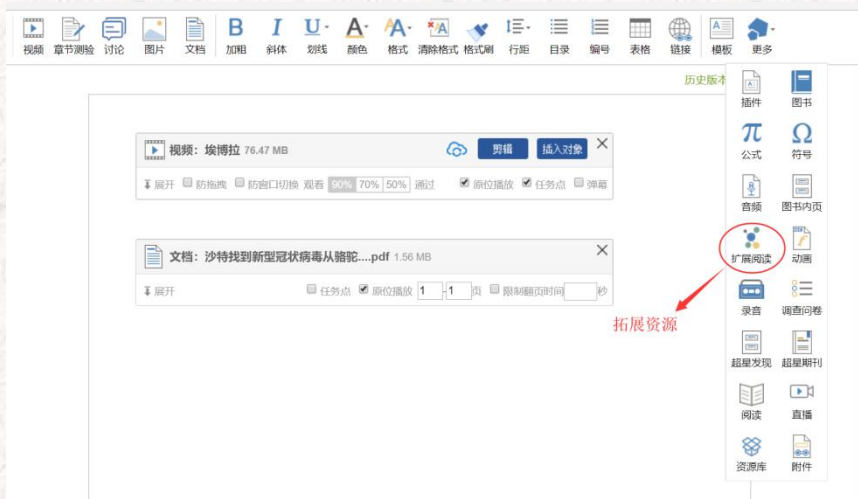 视频 章节测验 讨论 图片 文档 B 加粗 I 斜体 U 划线 A 颜色 AA 格式 A 清除格式 格式刷 行距 目录 编号 表格 链接 模板 更多
历史版本
插件 图书
π Ω
公式 符号
音频 图书内页
扩展阅读 动画
录音 调查问卷
超星发现 超星期刊
阅读 直播
资源库 附件
视频：埃博拉 76.47 MB 剪辑 插入对象
展开 防拖拽 防窗口切换 观看 90% 70% 50% 通过 原位播放 任务点 弹幕
文档：沙特找到新型冠状病毒从骆驼....pdf 1.56 MB
展开 任务点 原位播放 1 - 1 页 限制翻页时间 秒
拓展资源